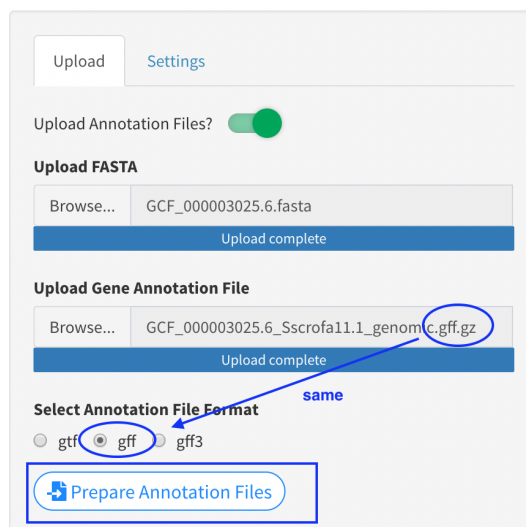 Upload Settings
Upload Annotation Files?
Upload FASTA
Browse... GCF_000003025.6.fasta
Upload complete
Upload Gene Annotation File
Browse... GCF_000003025.6_Sscrofa11.1_genomic.gff.gz
Upload complete
same
Select Annotation File Format
gtf gff gff3
Prepare Annotation Files